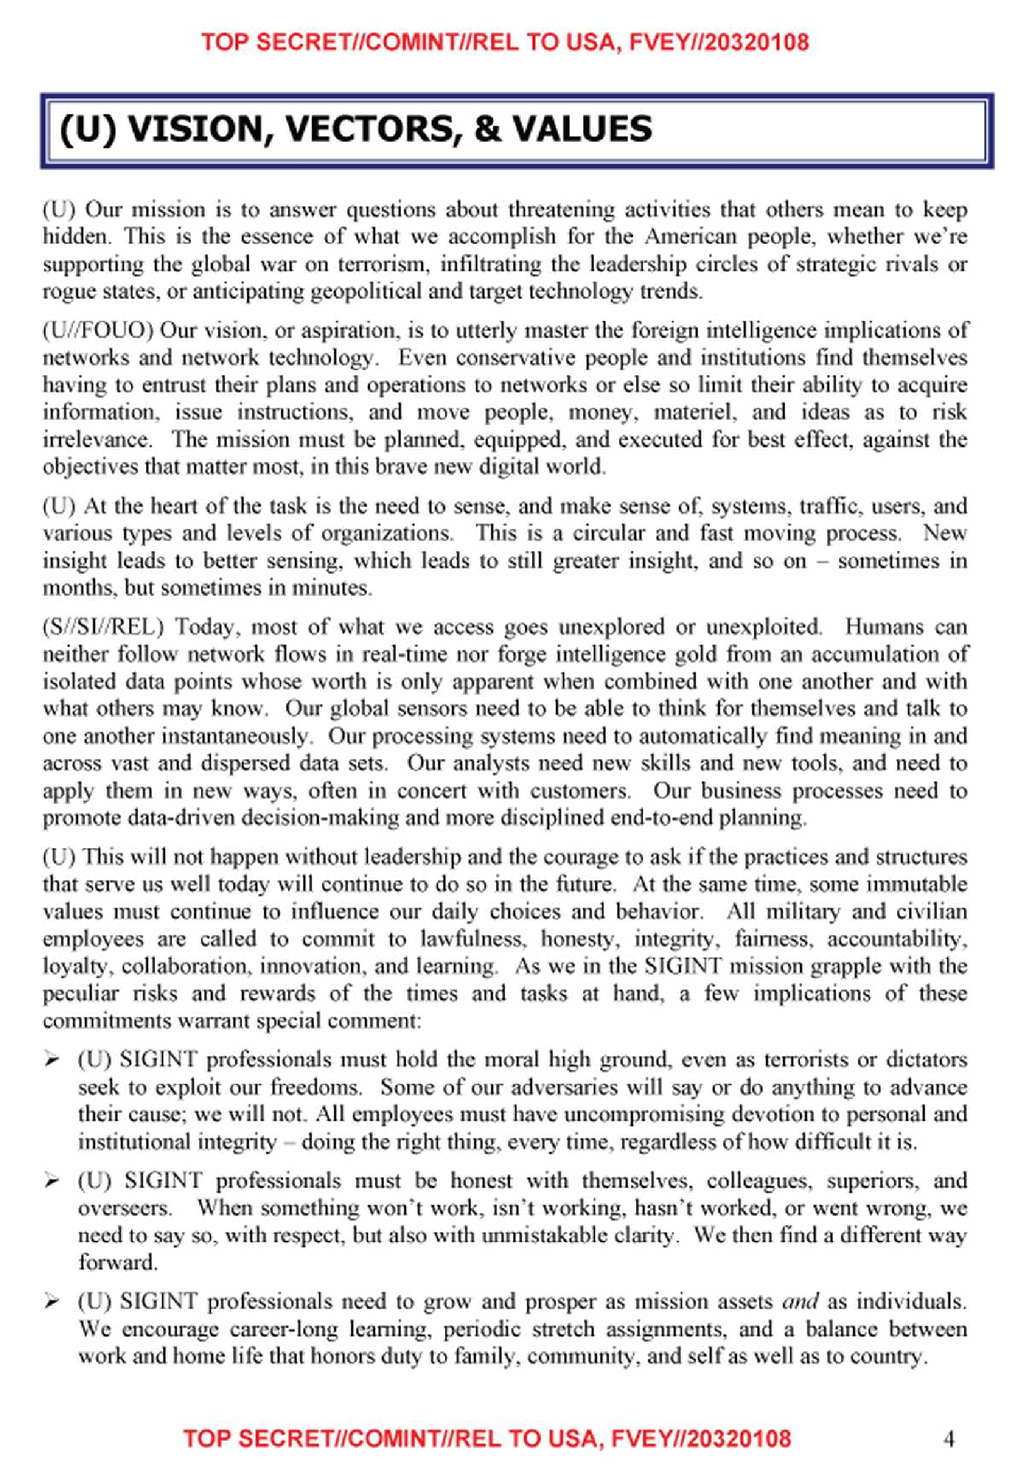 TOP SECRET//COMINT//REL TO USA, FVEY//20320108
(U) VISION, VECTORS, & VALUES
(U) Our mission is to answer questions about threatening activities that others mean to keep
hidden. This is the essence of what we accomplish for the American people, whether we're
supporting the global war on terrorism, infiltrating the leadership circles of strategic rivals or
rogue states, or anticipating geopolitical and target technology trends.
(U//FOUO) Our vision, or aspiration, is to utterly master the foreign intelligence implications of
networks and network technology. Even conservative people and institutions find themselves
having to entrust their plans and operations to networks or else so limit their ability to acquire
information, issue instructions, and move people, money, materiel, and ideas as to risk
irrelevance. The mission must be planned, equipped, and executed for best effect, against the
objectives that matter most, in this brave new digital world.
(U) At the heart of the task is the need to sense, and make sense of, systems, traffic, users, and
various types and levels of organizations. This is a circular and fast moving process. New
insight leads to better sensing, which leads to still greater insight, and so on – sometimes in
months, but sometimes in minutes.
(S//SI//REL) Today, most of what we access goes unexplored or unexploited. Humans can
neither follow network flows in real-time nor forge intelligence gold from an accumulation of
isolated data points whose worth is only apparent when combined with one another and with
what others may know. Our global sensors need to be able to think for themselves and talk to
one another instantaneously. Our processing systems need to automatically find meaning in and
across vast and dispersed data sets. Our analysts need new skills and new tools, and need to
apply them in new ways, often in concert with customers. Our business processes need to
promote data-driven decision-making and more disciplined end-to-end planning.
(U) This will not happen without leadership and the courage to ask if the practices and structures
that serve us well today will continue to do so in the future. At the same time, some immutable
values must continue to influence our daily choices and behavior. All military and civilian
employees are called to commit to lawfulness, honesty, integrity, fairness, accountability,
loyalty, collaboration, innovation, and learning. As we in the SIGINT mission grapple with the
peculiar risks and rewards of the times and tasks at hand, a few implications of these
commitments warrant special comment:
➢ (U) SIGINT professionals must hold the moral high ground, even as terrorists or dictators
seek to exploit our freedoms. Some of our adversaries will say or do anything to advance
their cause; we will not. All employees must have uncompromising devotion to personal and
institutional integrity – doing the right thing, every time, regardless of how difficult it is.
➢ (U) SIGINT professionals must be honest with themselves, colleagues, superiors, and
overseers. When something won't work, isn't working, hasn't worked, or went wrong, we
need to say so, with respect, but also with unmistakable clarity. We then find a different way
forward.
➢ (U) SIGINT professionals need to grow and prosper as mission assets and as individuals.
We encourage career-long learning, periodic stretch assignments, and a balance between
work and home life that honors duty to family, community, and self as well as to country.
TOP SECRET//COMINT//REL TO USA, FVEY//20320108 4